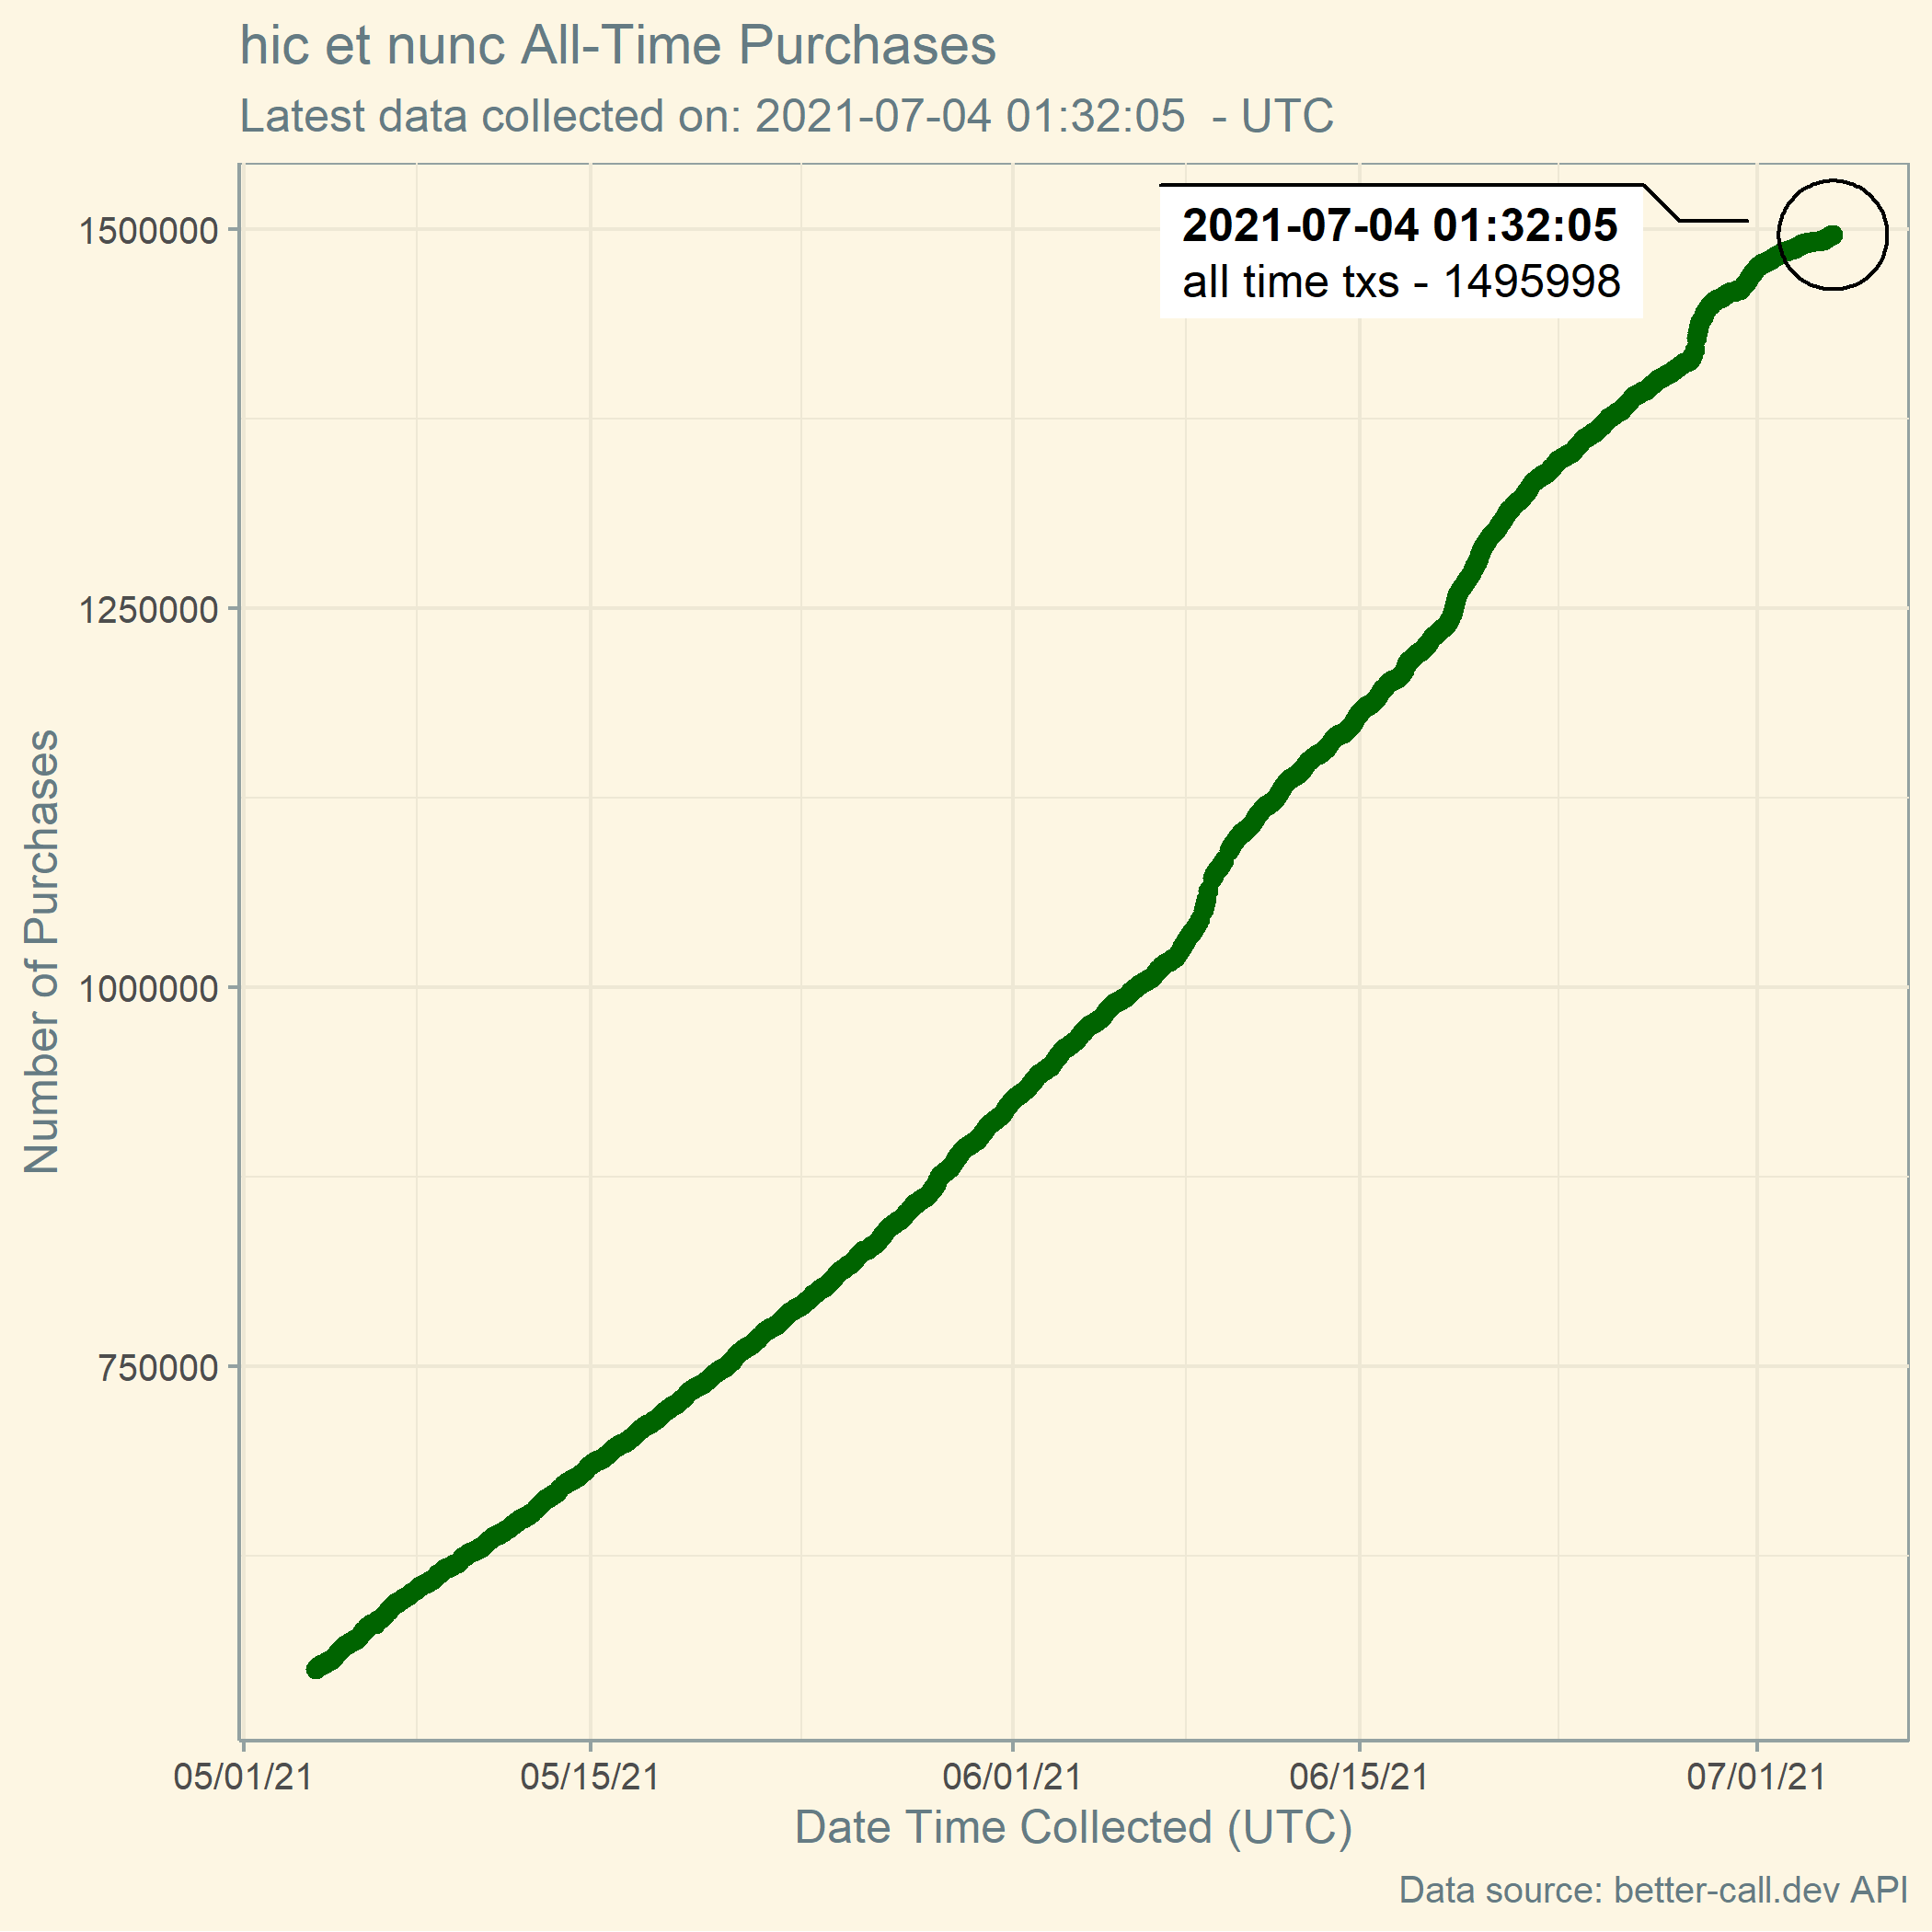 hic et nunc All-Time Purchases
Latest data collected on: 2021-07-04 01:32:05  - UTC
2021-07-04 01:32:05
all time txs - 1495998
Number of Purchases
1500000
1250000
1000000
750000
05/01/21
05/15/21
06/01/21
06/15/21
07/01/21
Date Time Collected (UTC)
Data source: better-call.dev API